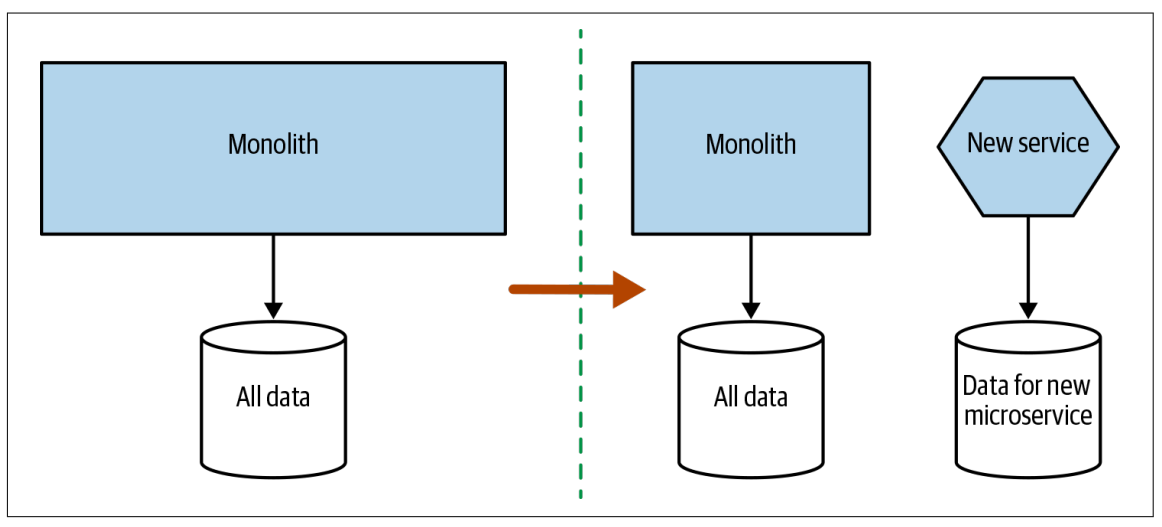 Monolith
All data
Monolith
New service
All data
Data for new
microservice